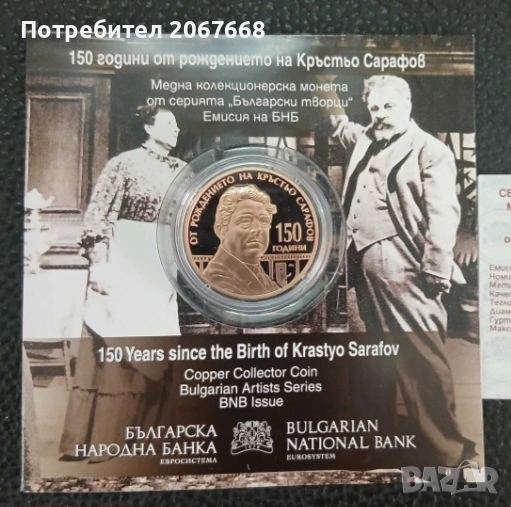 Потребител 2067668
150 години от рождението на Кръстьо Сарафов
Медна колекционерска монета
от серията „Български творци"
Емисия на БНБ
ОТ РОЖДЕНИЕТО НА КРЪСТЬО САРАФОВ
150
ГОДИНИ
150 Years since the Birth of Krastyo Sarafov
Copper Collector Coin
Bulgarian Artists Series
BNB Issue
БЪЛГАРСКА
НАРОДНА БАНКА
ЕВРОСИСТЕМА
BULGARIAN
NATIONAL BANK
EUROSYSTEM
BAZAR